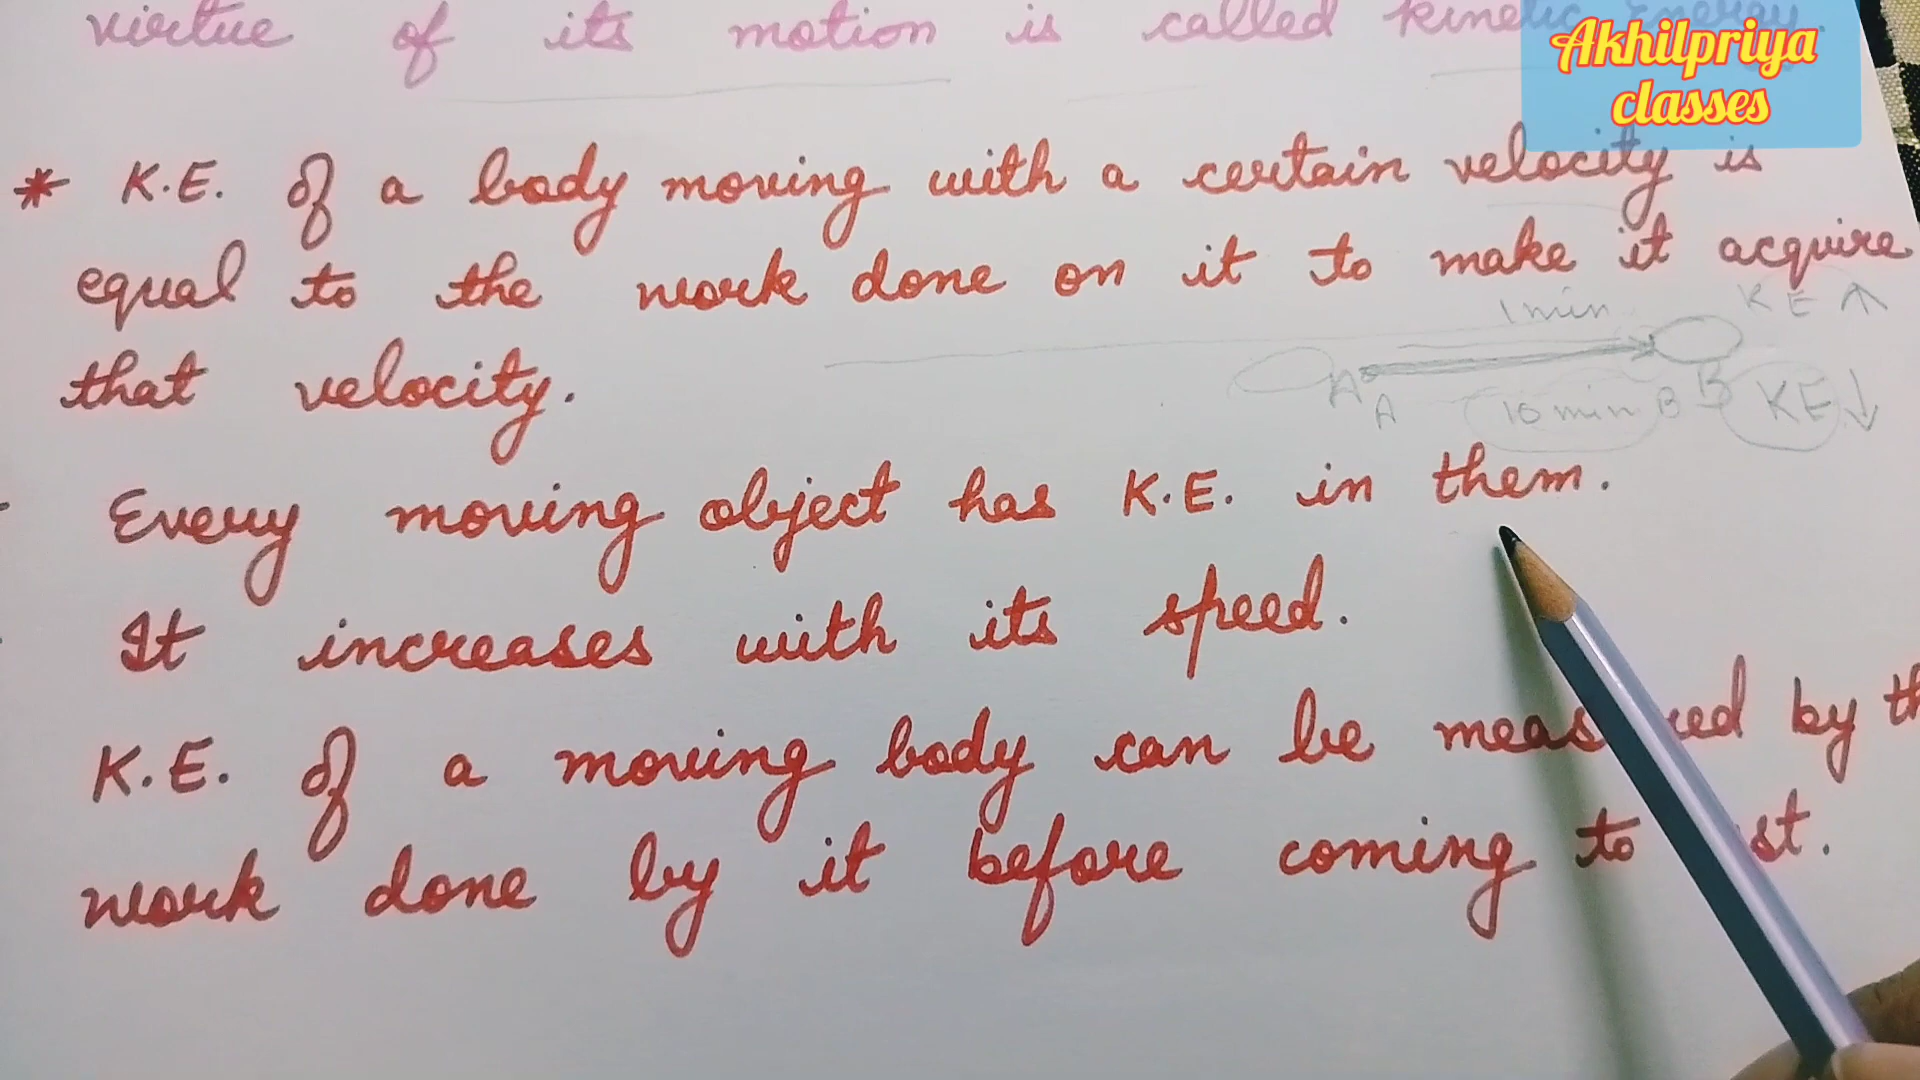 virtue of its motion is called kinetic Energy.
Akhilpriya
classes
* K.E. of a body moving with a certain velocity is
equal to the work done on it to make it acquire
1 min KE ↑
that velocity.
A A 10 min B B KE ↓
Every moving object has K.E. in them.
It increases with its speed.
K.E. of a moving body can be by
work done by it before coming to